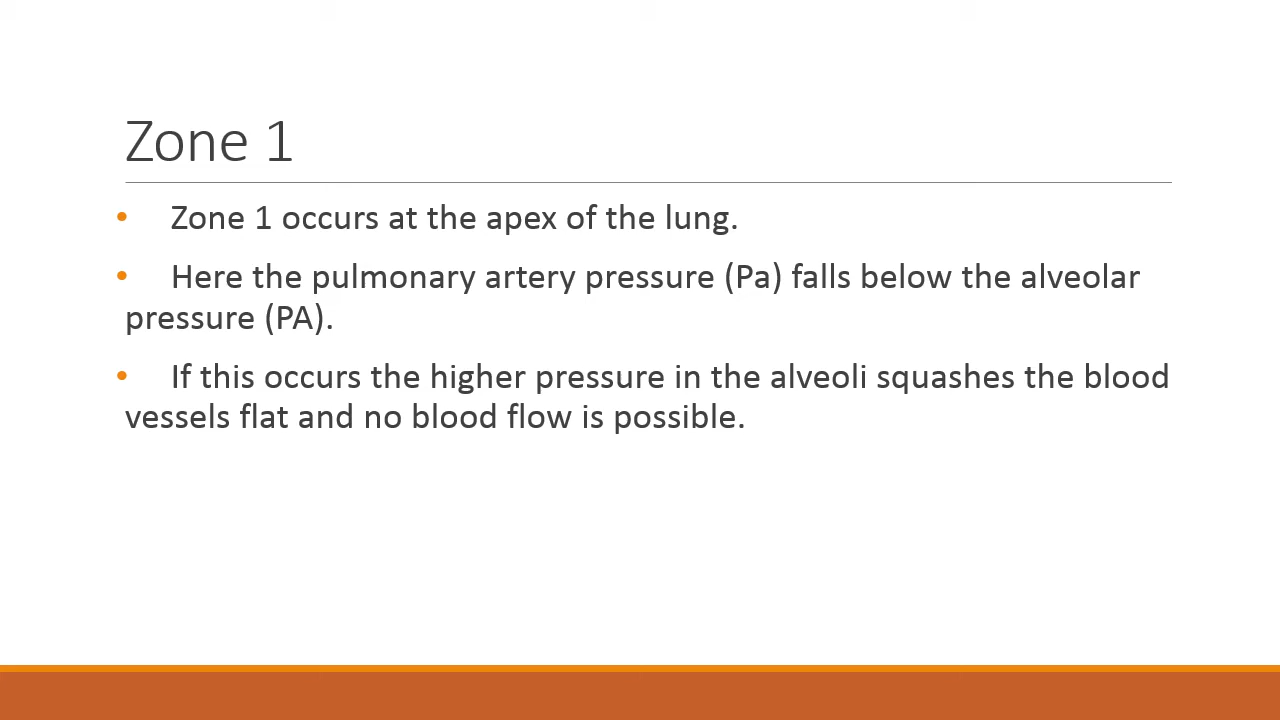 Zone 1
• Zone 1 occurs at the apex of the lung.
• Here the pulmonary artery pressure (Pa) falls below the alveolar
pressure (PA).
• If this occurs the higher pressure in the alveoli squashes the blood
vessels flat and no blood flow is possible.